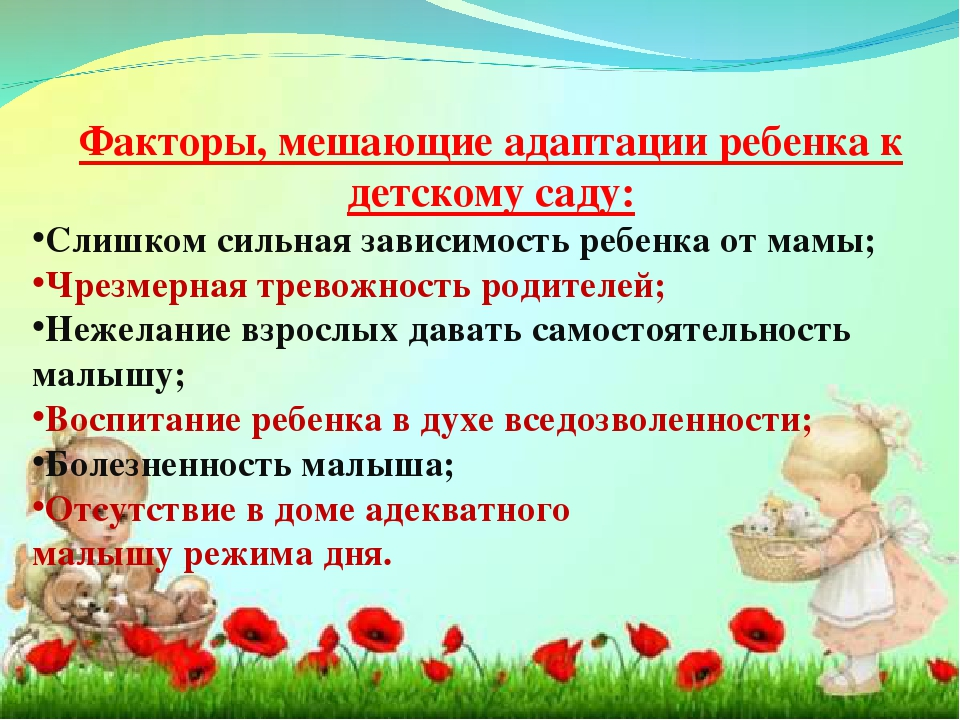 Факторы, мешающие адаптации ребенка к
детскому саду:
•Слишком сильная зависимость ребенка от мамы;
•Чрезмерная тревожность родителей;
•Нежелание взрослых давать самостоятельность
малышу;
•Воспитание ребенка в духе вседозволенности;
•Болезненность малыша;
•Отсутствие в доме адекватного
малышу режима дня.